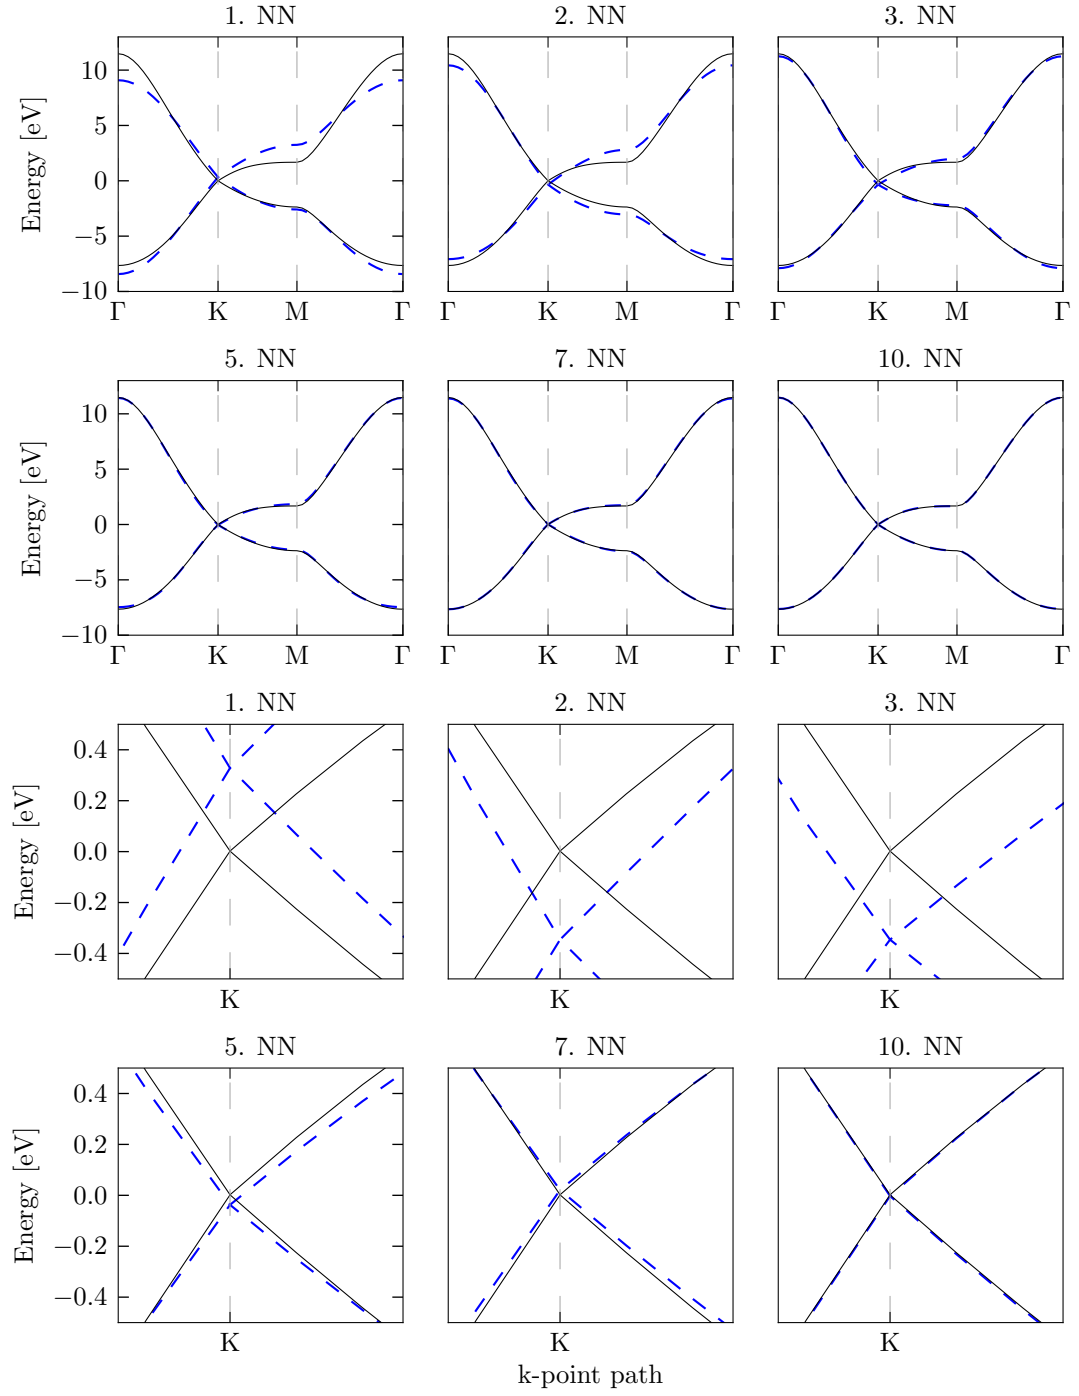 1. NN 2. NN 3. NN
10
5
0
−5
−10
Energy [eV]
Γ K M Γ Γ K M Γ Γ K M Γ
5. NN 7. NN 10. NN
10
5
0
−5
−10
Energy [eV]
Γ K M Γ Γ K M Γ Γ K M Γ
1. NN 2. NN 3. NN
0.4
0.2
0.0
−0.2
−0.4
Energy [eV]
K K K
5. NN 7. NN 10. NN
0.4
0.2
0.0
−0.2
−0.4
Energy [eV]
K K K
k-point path